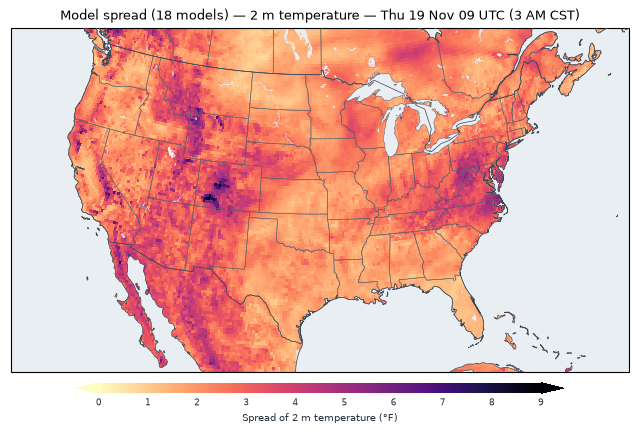 Model spread (18 models) — 2 m temperature — Thu 19 Nov 09 UTC (3 AM CST)
0 1 2 3 4 5 6 7 8 9
Spread of 2 m temperature (°F)